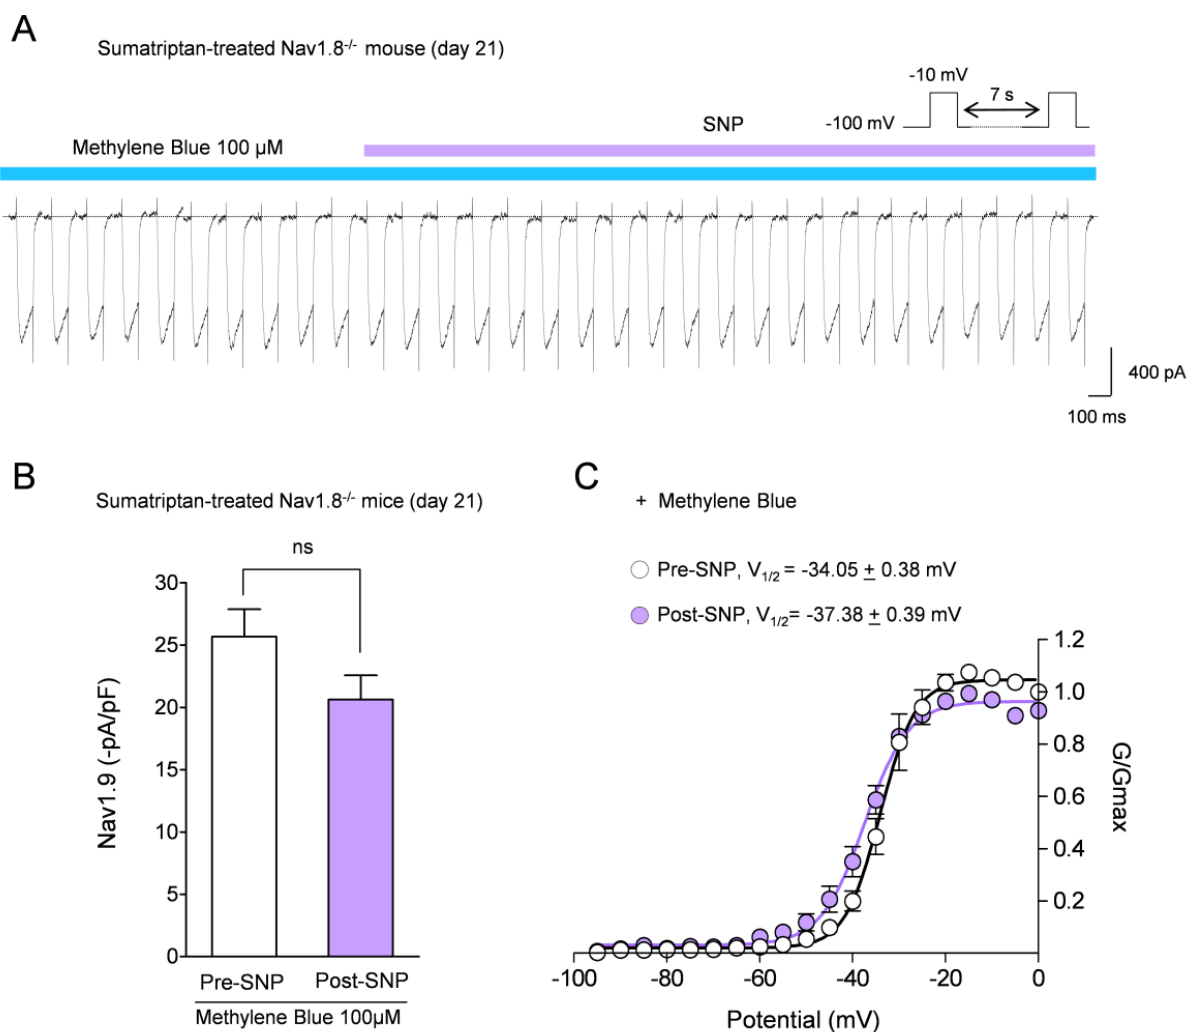 A
Sumatriptan-treated Nav1.8-/- mouse (day 21)
-10 mV
7 s
-100 mV
SNP
Methylene Blue 100 µM
400 pA
100 ms
B
Sumatriptan-treated Nav1.8-/- mice (day 21)
ns
Nav1.9 (-pA/pF)
30
25
20
15
10
5
0
Pre-SNP
Post-SNP
Methylene Blue 100µM
C
+ Methylene Blue
Pre-SNP, V1/2 = -34.05 ± 0.38 mV
Post-SNP, V1/2= -37.38 ± 0.39 mV
1.2
1.0
0.8
0.6
0.4
0.2
G/Gmax
-100
-80
-60
-40
-20
0
Potential (mV)